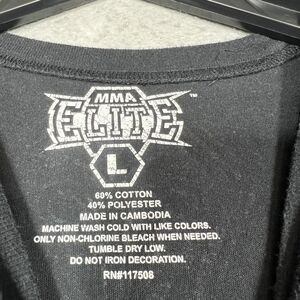 MMA
ELITE™
L
60% COTTON
40% POLYESTER
MADE IN CAMBODIA
MACHINE WASH COLD WITH LIKE COLORS.
ONLY NON-CHLORINE BLEACH WHEN NEEDED.
TUMBLE DRY LOW.
DO NOT IRON DECORATION.
RN#117508